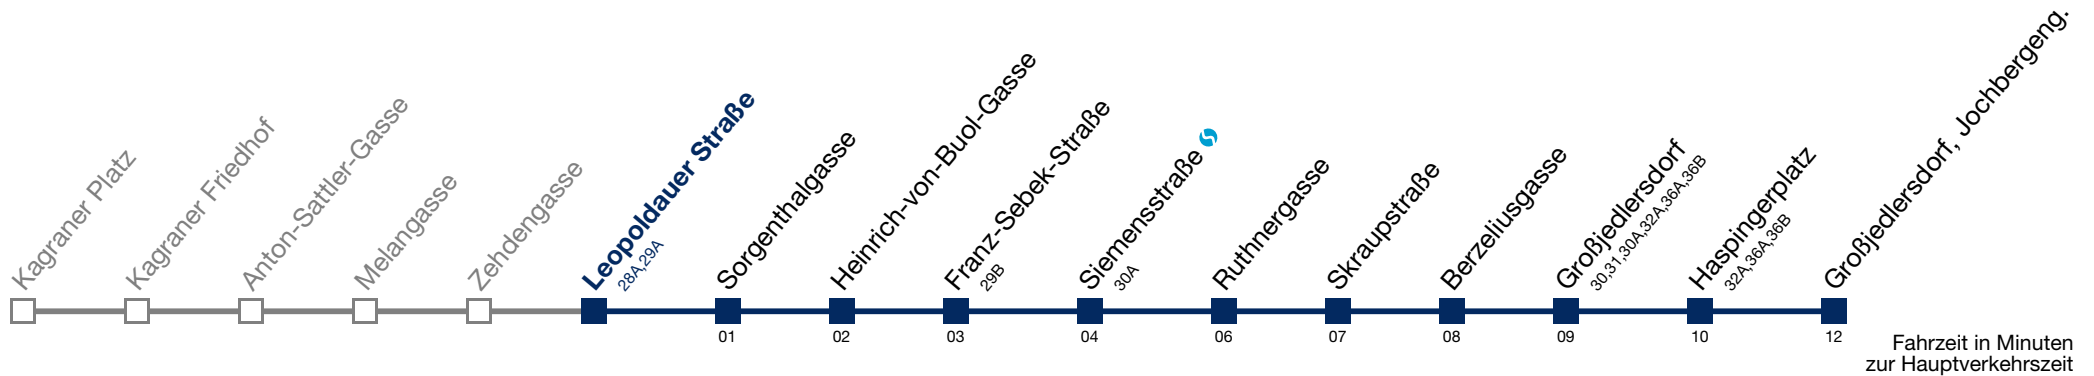 Kagraner Platz
Kagraner Friedhof
Anton-Sattler-Gasse
Melangasse
Zehdengasse
Leopoldauer Straße
28A,29A
Sorgenthalgasse
01
Heinrich-von-Buol-Gasse
02
Franz-Sebek-Straße
29B
03
Siemensstraße
30A
04
Ruthnergasse
06
Skraupstraße
07
Berzeliusgasse
08
Großjedlersdorf
30,31,30A,32A,36A,36B
09
Haspingerplatz
32A,36A,36B
10
Großjedlersdorf, Jochbergeng.
12
Fahrzeit in Minuten
zur Hauptverkehrszeit